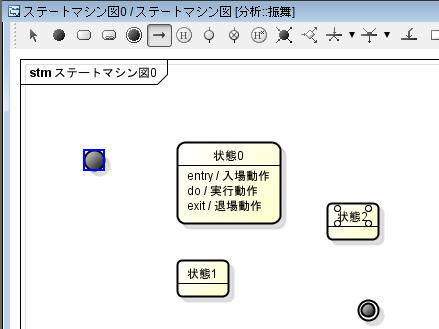 ステートマシン図0 / ステートマシン図 [分析::振舞]
H H*
stm ステートマシン図0
状態0
entry / 入場動作
do / 実行動作
exit / 退場動作
状態2
状態1